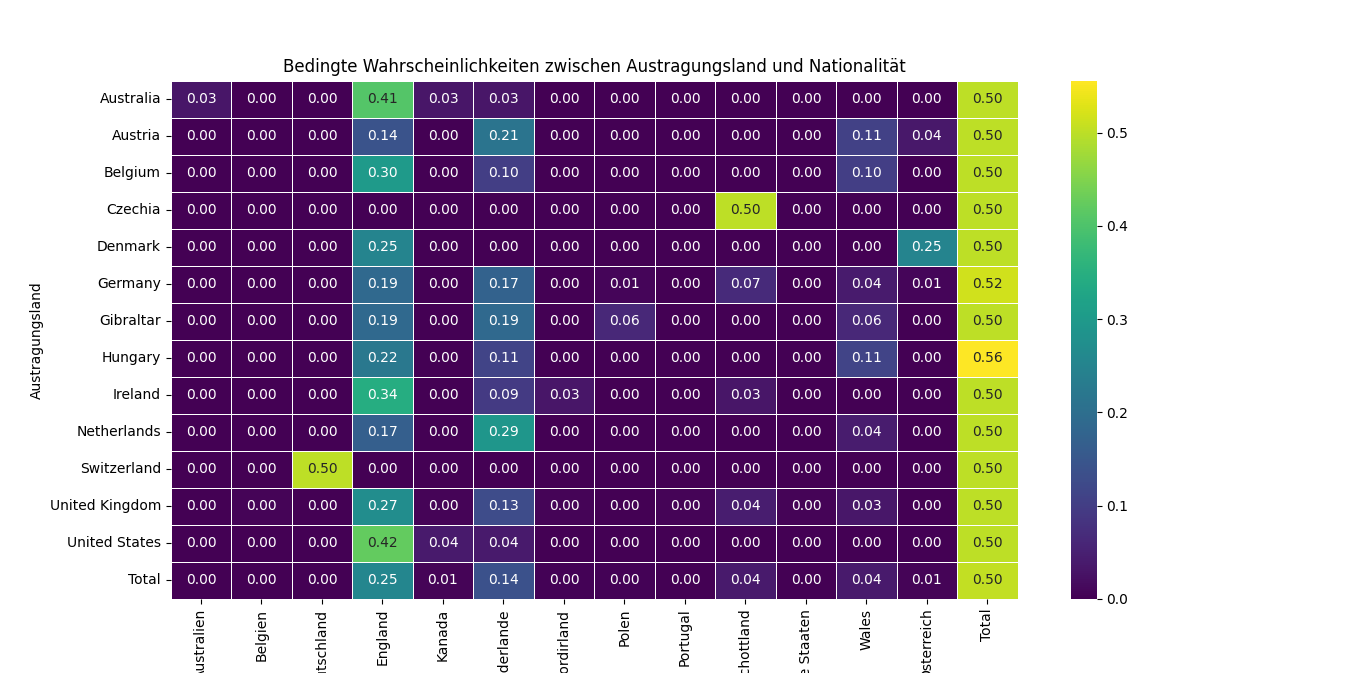 Bedingte Wahrscheinlichkeiten zwischen Austragungsland und Nationalität
Austragungsland
Australia 0.03 0.00 0.00 0.41 0.03 0.03 0.00 0.00 0.00 0.00 0.00 0.00 0.00 0.50
Austria 0.00 0.00 0.00 0.14 0.00 0.21 0.00 0.00 0.00 0.00 0.00 0.11 0.04 0.50
Belgium 0.00 0.00 0.00 0.30 0.00 0.10 0.00 0.00 0.00 0.00 0.00 0.10 0.00 0.50
Czechia 0.00 0.00 0.00 0.00 0.00 0.00 0.00 0.00 0.00 0.50 0.00 0.00 0.00 0.50
Denmark 0.00 0.00 0.00 0.25 0.00 0.00 0.00 0.00 0.00 0.00 0.00 0.00 0.25 0.50
Germany 0.00 0.00 0.00 0.19 0.00 0.17 0.00 0.01 0.00 0.07 0.00 0.04 0.01 0.52
Gibraltar 0.00 0.00 0.00 0.19 0.00 0.19 0.00 0.06 0.00 0.00 0.00 0.06 0.00 0.50
Hungary 0.00 0.00 0.00 0.22 0.00 0.11 0.00 0.00 0.00 0.00 0.00 0.11 0.00 0.56
Ireland 0.00 0.00 0.00 0.34 0.00 0.09 0.03 0.00 0.00 0.03 0.00 0.00 0.00 0.50
Netherlands 0.00 0.00 0.00 0.17 0.00 0.29 0.00 0.00 0.00 0.00 0.00 0.04 0.00 0.50
Switzerland 0.00 0.00 0.50 0.00 0.00 0.00 0.00 0.00 0.00 0.00 0.00 0.00 0.00 0.50
United Kingdom 0.00 0.00 0.00 0.27 0.00 0.13 0.00 0.00 0.00 0.04 0.00 0.03 0.00 0.50
United States 0.00 0.00 0.00 0.42 0.04 0.04 0.00 0.00 0.00 0.00 0.00 0.00 0.00 0.50
Total 0.00 0.00 0.00 0.25 0.01 0.14 0.00 0.00 0.00 0.04 0.00 0.04 0.01 0.50
Belgien England Kanada Polen Portugal Staaten Wales Total
0.5
0.4
0.3
0.2
0.1
0.0